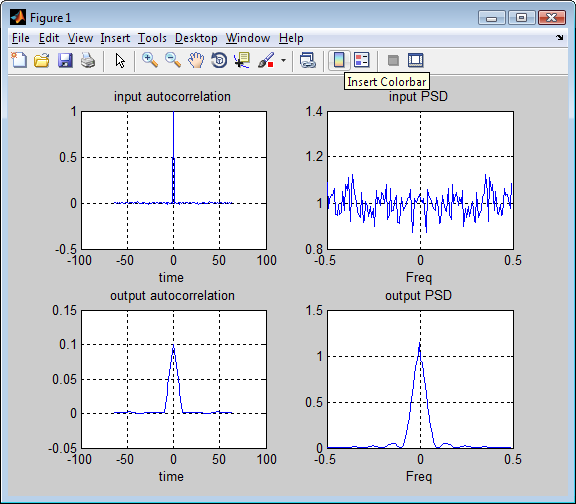 Figure 1
File Edit View Insert Tools Desktop Window Help
Insert Colorbar
input autocorrelation
1
0.5
0
-0.5
-100 -50 0 50 100
time
input PSD
1.4
1.2
1
0.8
-0.5 0 0.5
Freq
output autocorrelation
0.15
0.1
0.05
0
-0.05
-100 -50 0 50 100
time
output PSD
1.5
1
0.5
0
-0.5 0 0.5
Freq